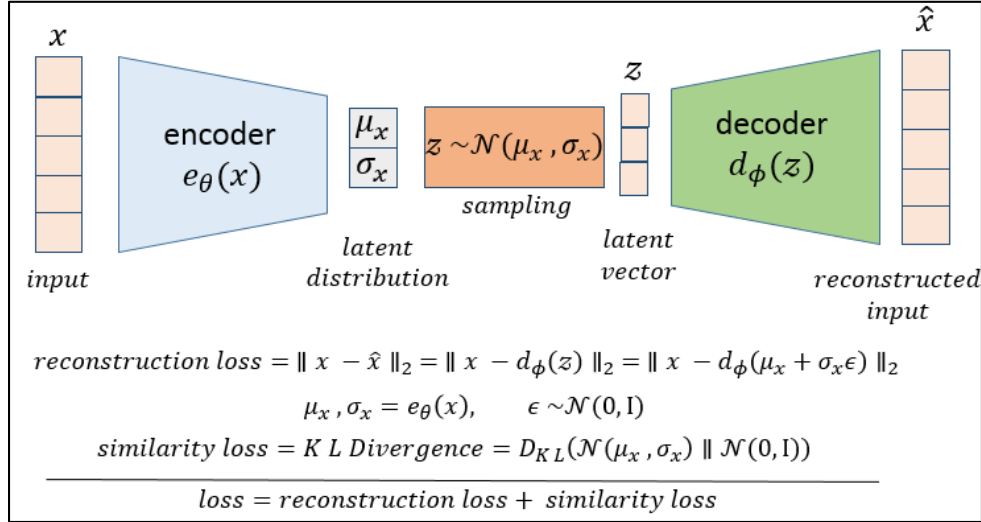 x
x̂
z
encoder
e_θ(x)
μ_x
σ_x
z ~𝒩(μ_x , σ_x)
decoder
d_ϕ(z)
sampling
input
latent
distribution
latent
vector
reconstructed
input
reconstruction loss = ‖ x − x̂ ‖₂ = ‖ x − d_ϕ(z) ‖₂ = ‖ x − d_ϕ(μ_x + σ_x ϵ) ‖₂
μ_x , σ_x = e_θ(x), ϵ ~𝒩(0, I)
similarity loss = K L Divergence = D_{K L}(𝒩(μ_x , σ_x) ‖ 𝒩(0, I))
loss = reconstruction loss + similarity loss